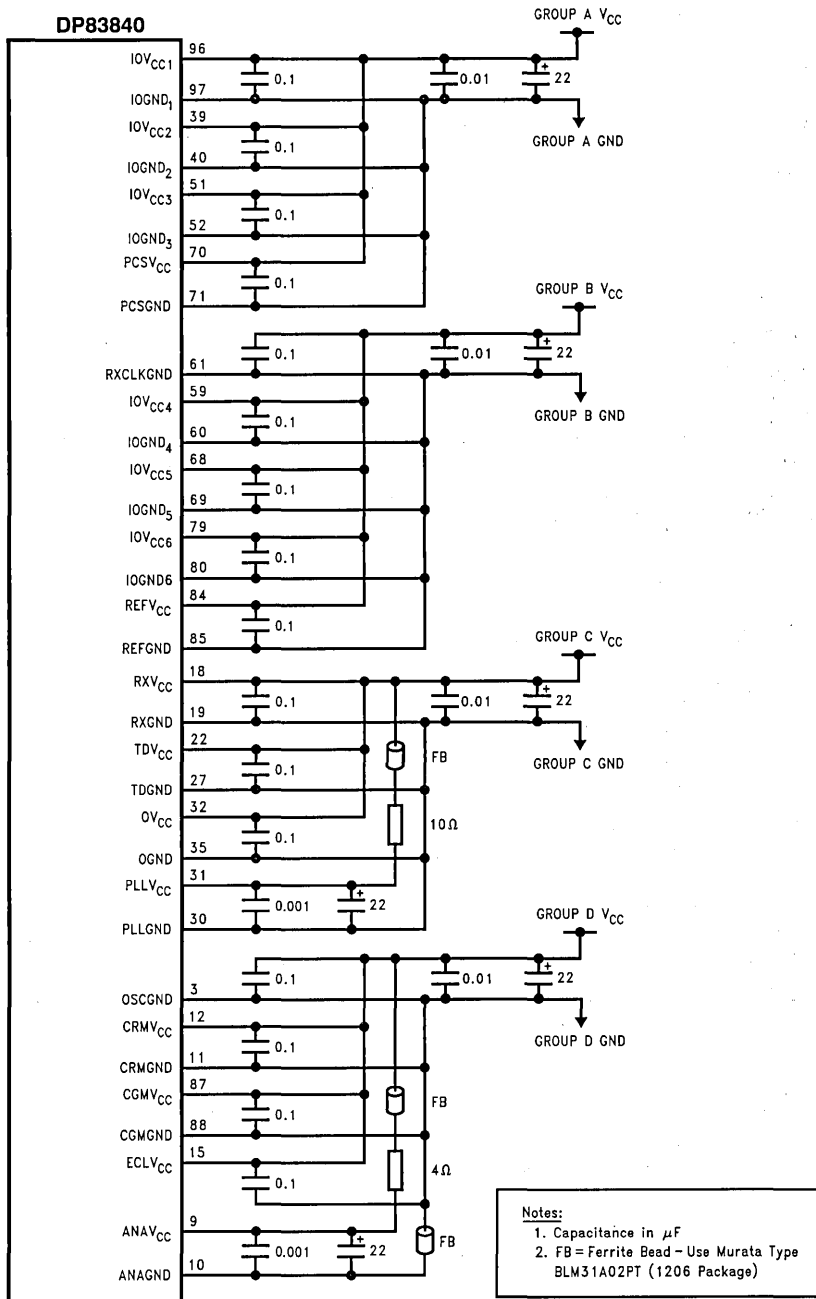 DP83840
GROUP A VCC
IOVCC1 96
0.1
0.01
+
22
IOGND1 97
GROUP A GND
IOVCC2 39
0.1
IOGND2 40
IOVCC3 51
0.1
IOGND3 52
PCSVCC 70
0.1
PCSGND 71
GROUP B VCC
0.1
0.01
+
22
RXCLKGND 61
GROUP B GND
IOVCC4 59
0.1
IOGND4 60
IOVCC5 68
0.1
IOGND5 69
IOVCC6 79
0.1
IOGND6 80
REFVCC 84
0.1
REFGND 85
GROUP C VCC
RXVCC 18
0.1
0.01
+
22
RXGND 19
GROUP C GND
TDVCC 22
FB
0.1
TDGND 27
OVCC 32
10Ω
0.1
OGND 35
PLLVCC 31
0.001
+
22
PLLGND 30
GROUP D VCC
0.1
0.01
+
22
OSCGND 3
GROUP D GND
CRMVCC 12
0.1
CRMGND 11
CGMVCC 87
FB
0.1
CGMGND 88
ECLVCC 15
4Ω
0.1
ANAVCC 9
0.001
+
22
FB
ANAGND 10
Notes:
1. Capacitance in μF
2. FB = Ferrite Bead - Use Murata Type
BLM31A02PT (1206 Package)